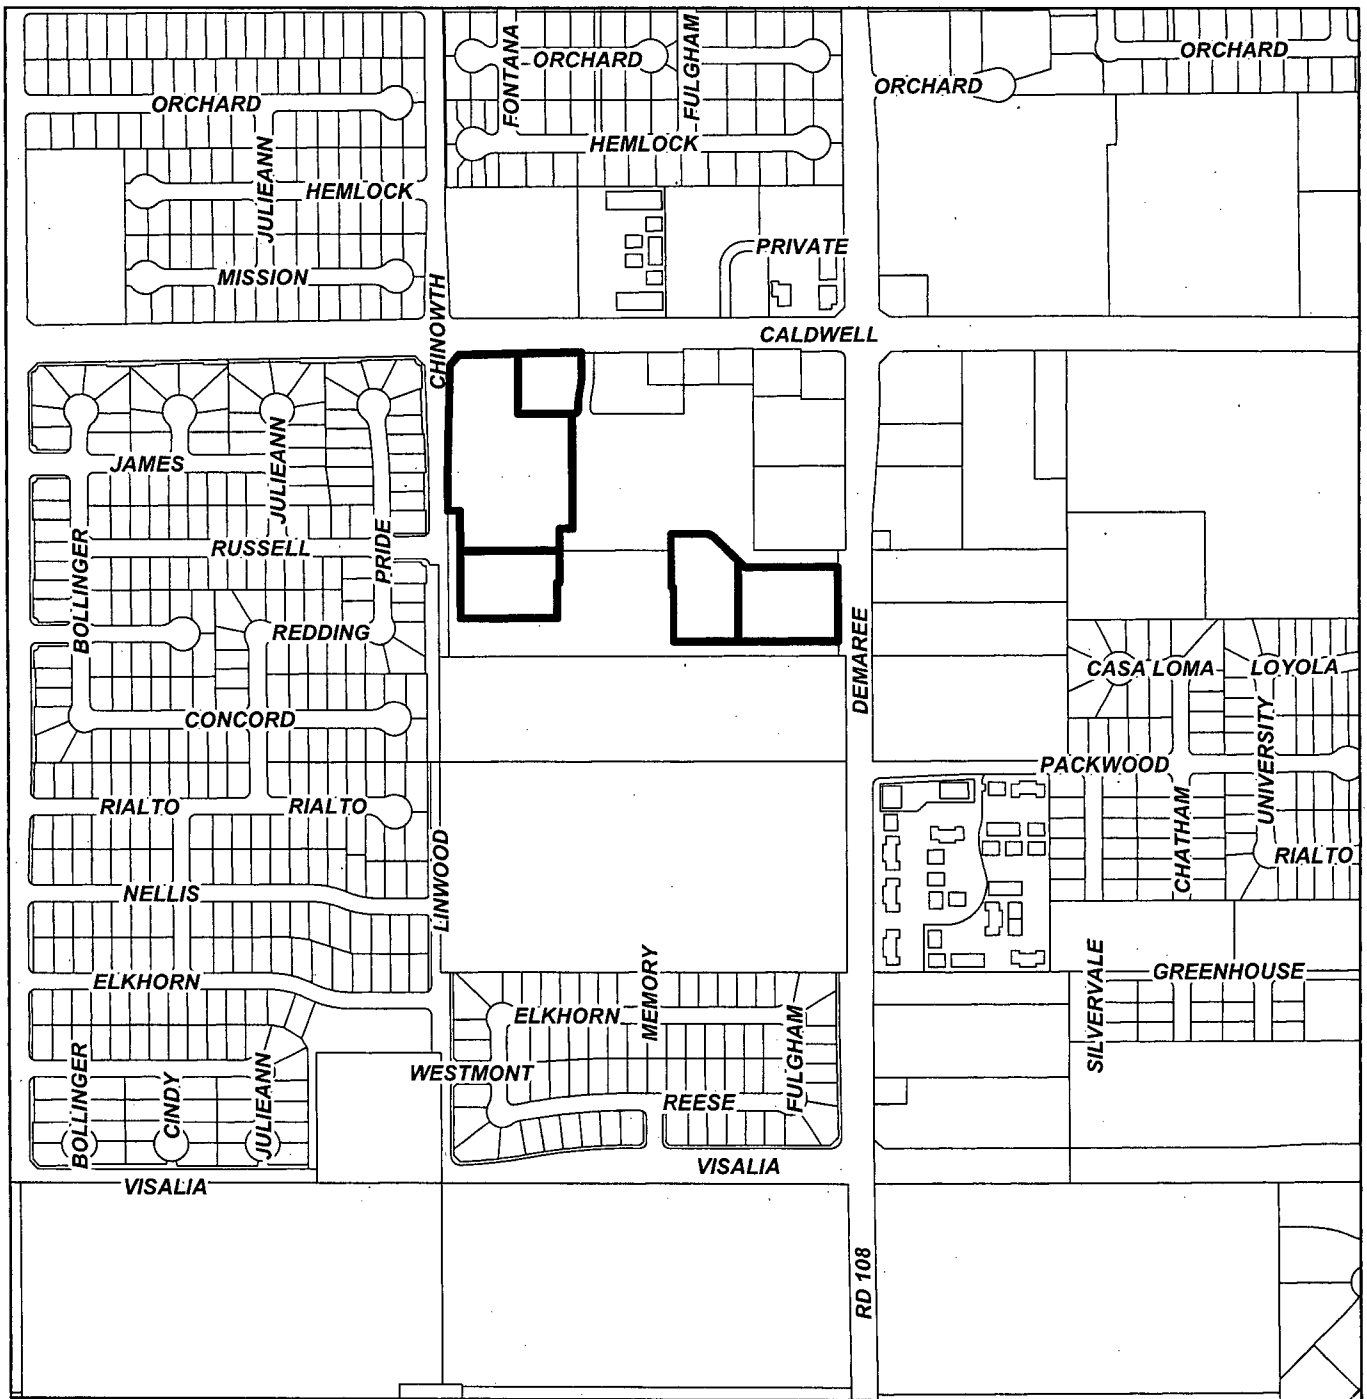 FONTANA
FULGHAM
ORCHARD
ORCHARD
ORCHARD
ORCHARD
JULIEANN
HEMLOCK
HEMLOCK
MISSION
PRIVATE
CHINOWTH
CALDWELL
JAMES
JULIEANN
BOLLINGER
RUSSELL
PRIDE
REDDING
DEMAREE
CASA LOMA
LOYOLA
CONCORD
UNIVERSITY
PACKWOOD
RIALTO
RIALTO
CHATHAM
RIALTO
LINWOOD
NELLIS
ELKHORN
MEMORY
SILVERVALE
GREENHOUSE
ELKHORN
FULGHAM
BOLLINGER
CINDY
JULIEANN
WESTMONT
REESE
VISALIA
VISALIA
RD 108